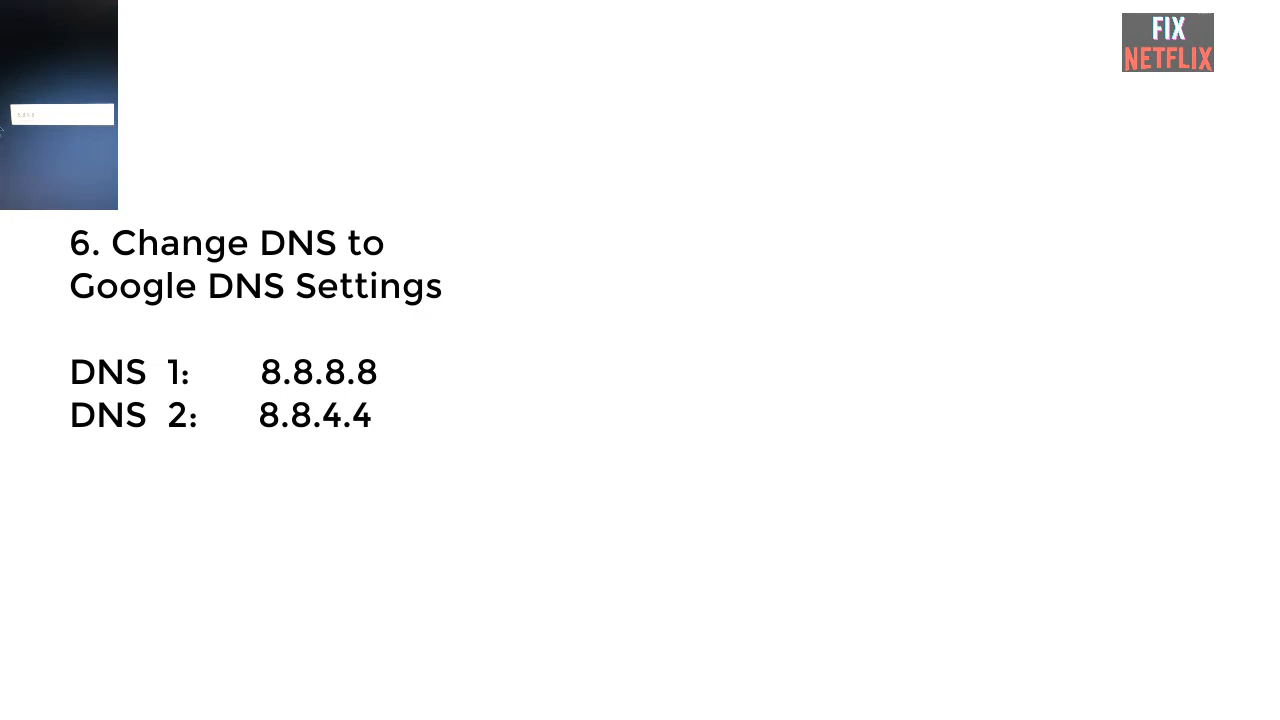 FIX
NETFLIX
6. Change DNS to
Google DNS Settings
DNS 1: 8.8.8.8
DNS 2: 8.8.4.4